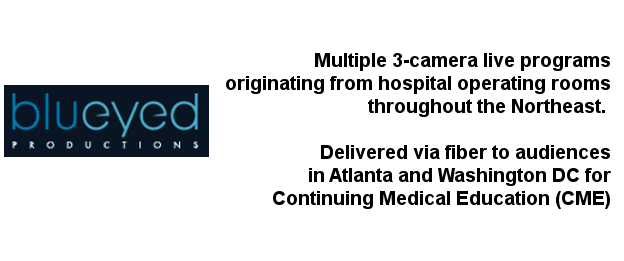 blueyed
PRODUCTIONS
Multiple 3-camera live programs
originating from hospital operating rooms
throughout the Northeast.
Delivered via fiber to audiences
in Atlanta and Washington DC for
Continuing Medical Education (CME)